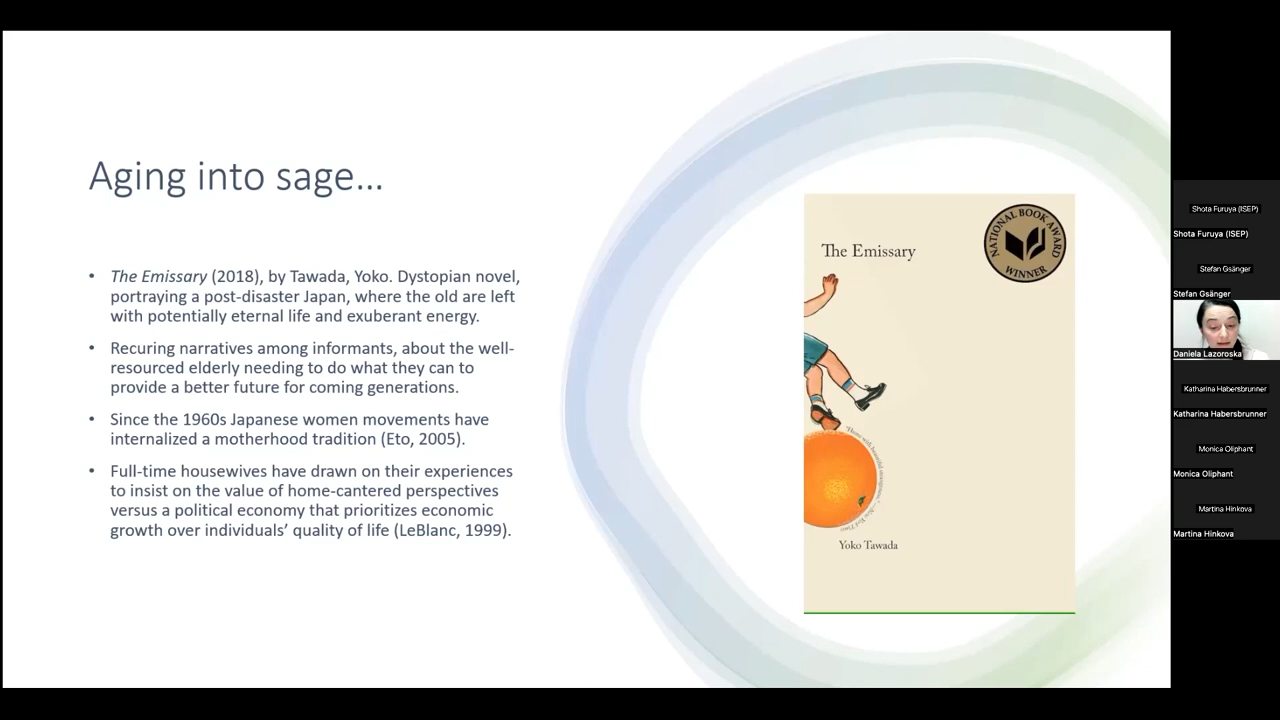 Aging into sage...
• The Emissary (2018), by Tawada, Yoko. Dystopian novel,
portraying a post-disaster Japan, where the old are left
with potentially eternal life and exuberant energy.
• Recuring narratives among informants, about the well-
resourced elderly needing to do what they can to
provide a better future for coming generations.
• Since the 1960s Japanese women movements have
internalized a motherhood tradition (Eto, 2005).
• Full-time housewives have drawn on their experiences
to insist on the value of home-cantered perspectives
versus a political economy that prioritizes economic
growth over individuals’ quality of life (LeBlanc, 1999).
The Emissary
NATIONAL BOOK AWARD
WINNER
Yoko Tawada
Shota Furuya (ISEP)
Shota Furuya (ISEP)
Stefan Gsänger
Stefan Gsänger
Daniela Lazoroska
Katharina Habersbrunner
Katharina Habersbrunner
Monica Oliphant
Monica Oliphant
Martina Hinkova
Martina Hinkova